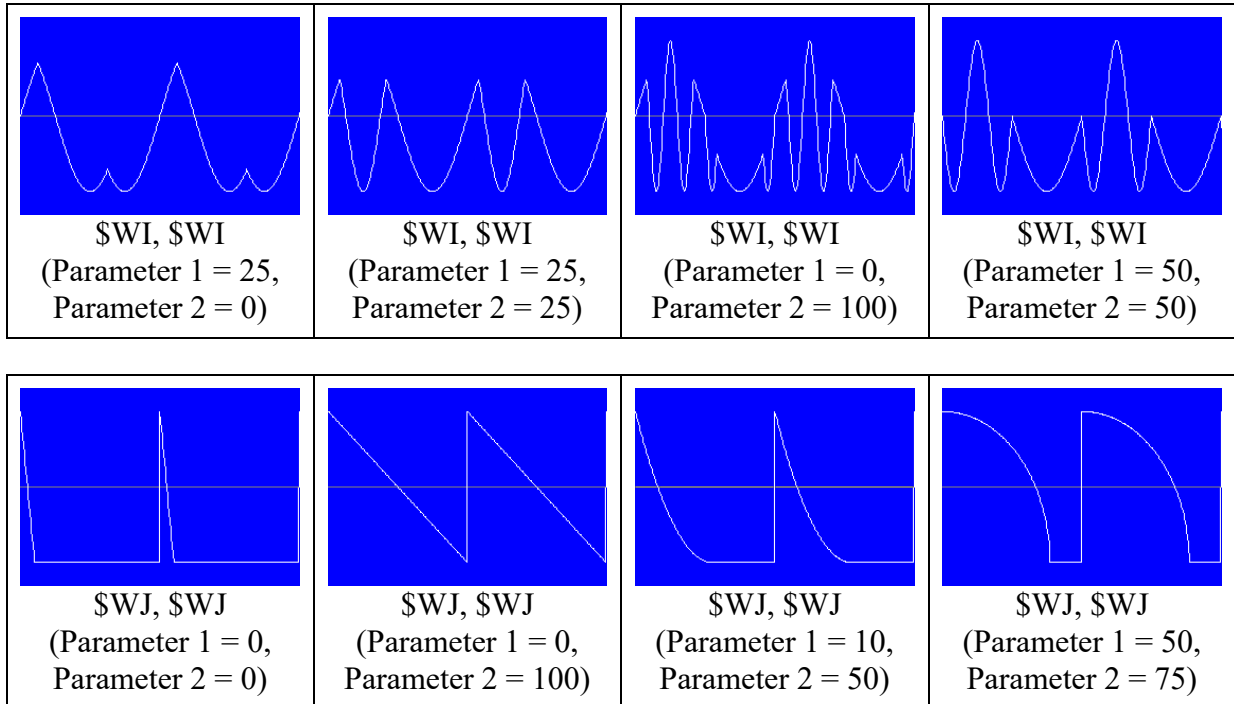 $WI, $WI
(Parameter 1 = 25,
Parameter 2 = 0)
$WI, $WI
(Parameter 1 = 25,
Parameter 2 = 25)
$WI, $WI
(Parameter 1 = 0,
Parameter 2 = 100)
$WI, $WI
(Parameter 1 = 50,
Parameter 2 = 50)
$WJ, $WJ
(Parameter 1 = 0,
Parameter 2 = 0)
$WJ, $WJ
(Parameter 1 = 0,
Parameter 2 = 100)
$WJ, $WJ
(Parameter 1 = 10,
Parameter 2 = 50)
$WJ, $WJ
(Parameter 1 = 50,
Parameter 2 = 75)